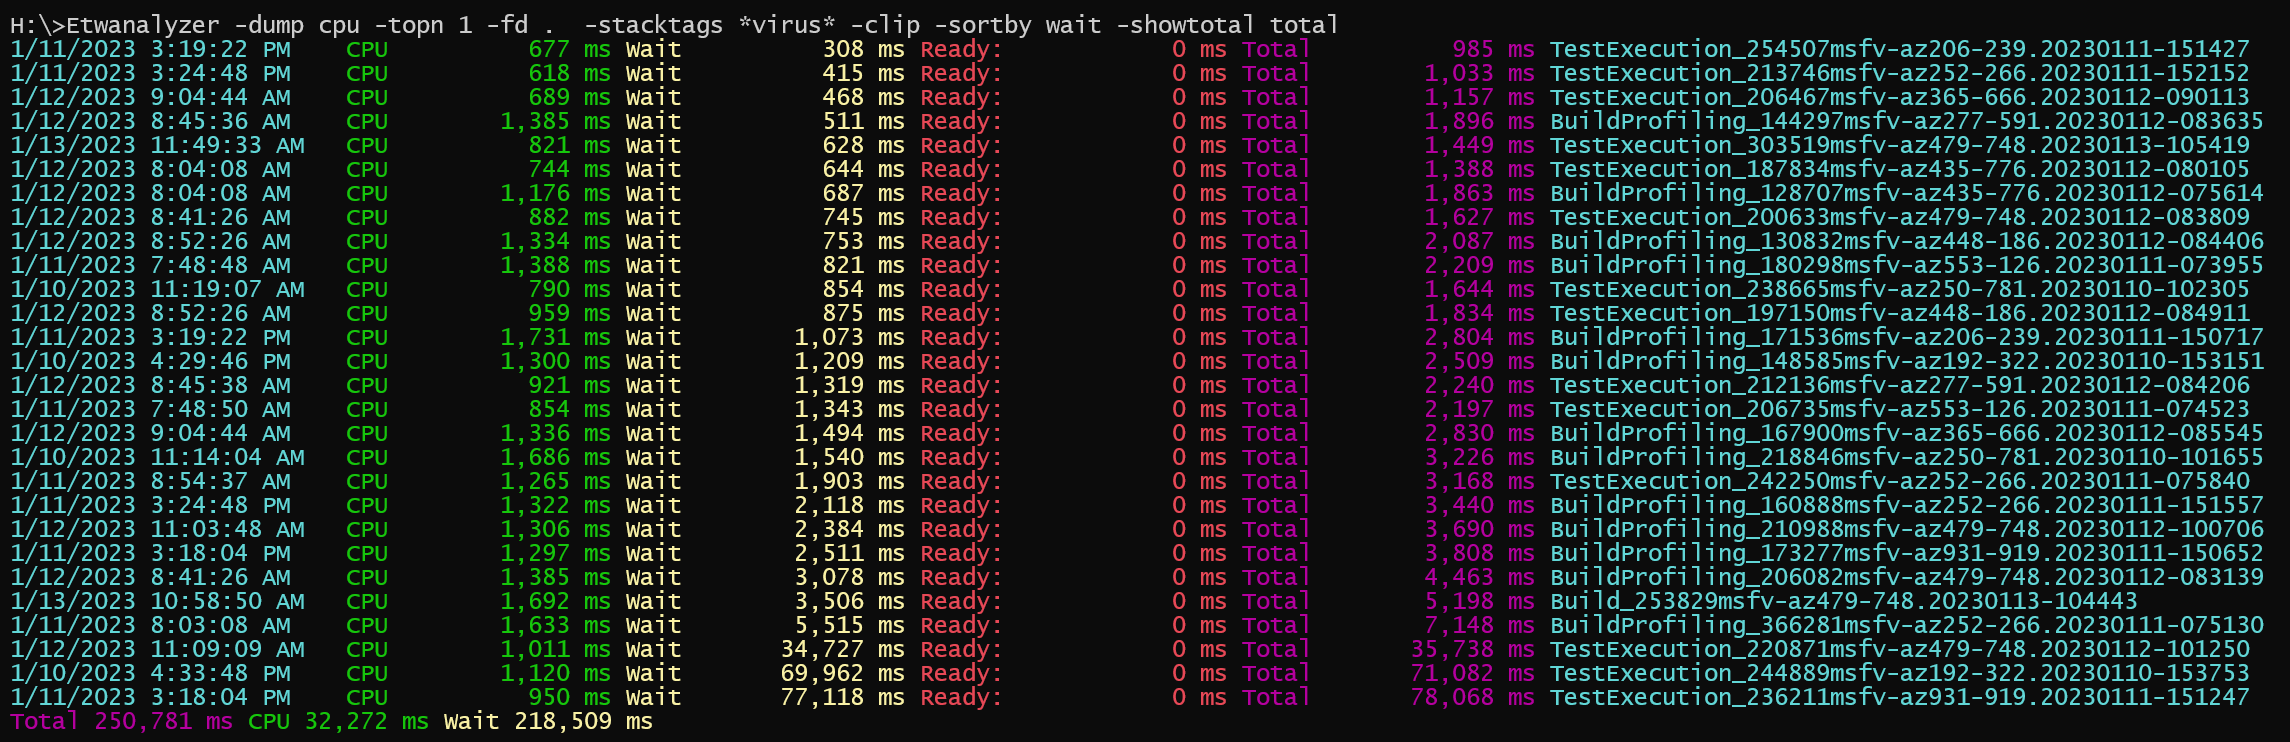 H:\>Etwanalyzer -dump cpu -topn 1 -fd .  -stacktags *virus* -clip -sortby wait -showtotal total
1/11/2023 3:19:22 PM    CPU          677 ms Wait          308 ms Ready:            0 ms Total          985 ms TestExecution_254507msfv-az206-239.20230111-151427
1/11/2023 3:24:48 PM    CPU          618 ms Wait          415 ms Ready:            0 ms Total        1,033 ms TestExecution_213746msfv-az252-266.20230111-152152
1/12/2023 9:04:44 AM    CPU          689 ms Wait          468 ms Ready:            0 ms Total        1,157 ms TestExecution_206467msfv-az365-666.20230112-090113
1/12/2023 8:45:36 AM    CPU        1,385 ms Wait          511 ms Ready:            0 ms Total        1,896 ms BuildProfiling_144297msfv-az277-591.20230112-083635
1/13/2023 11:49:33 AM   CPU          821 ms Wait          628 ms Ready:            0 ms Total        1,449 ms TestExecution_303519msfv-az479-748.20230113-105419
1/12/2023 8:04:08 AM    CPU          744 ms Wait          644 ms Ready:            0 ms Total        1,388 ms TestExecution_187834msfv-az435-776.20230112-080105
1/12/2023 8:04:08 AM    CPU        1,176 ms Wait          687 ms Ready:            0 ms Total        1,863 ms BuildProfiling_128707msfv-az435-776.20230112-075614
1/12/2023 8:41:26 AM    CPU          882 ms Wait          745 ms Ready:            0 ms Total        1,627 ms TestExecution_200633msfv-az479-748.20230112-083809
1/12/2023 8:52:26 AM    CPU        1,334 ms Wait          753 ms Ready:            0 ms Total        2,087 ms BuildProfiling_130832msfv-az448-186.20230112-084406
1/11/2023 7:48:48 AM    CPU        1,388 ms Wait          821 ms Ready:            0 ms Total        2,209 ms BuildProfiling_180298msfv-az553-126.20230111-073955
1/10/2023 11:19:07 AM   CPU          790 ms Wait          854 ms Ready:            0 ms Total        1,644 ms TestExecution_238665msfv-az250-781.20230110-102305
1/12/2023 8:52:26 AM    CPU          959 ms Wait          875 ms Ready:            0 ms Total        1,834 ms TestExecution_197150msfv-az448-186.20230112-084911
1/11/2023 3:19:22 PM    CPU        1,731 ms Wait        1,073 ms Ready:            0 ms Total        2,804 ms BuildProfiling_171536msfv-az206-239.20230111-150717
1/10/2023 4:29:46 PM    CPU        1,300 ms Wait        1,209 ms Ready:            0 ms Total        2,509 ms BuildProfiling_148585msfv-az192-322.20230110-153151
1/12/2023 8:45:38 AM    CPU          921 ms Wait        1,319 ms Ready:            0 ms Total        2,240 ms TestExecution_212136msfv-az277-591.20230112-084206
1/11/2023 7:48:50 AM    CPU          854 ms Wait        1,343 ms Ready:            0 ms Total        2,197 ms TestExecution_206735msfv-az553-126.20230111-074523
1/12/2023 9:04:44 AM    CPU        1,336 ms Wait        1,494 ms Ready:            0 ms Total        2,830 ms BuildProfiling_167900msfv-az365-666.20230112-085545
1/10/2023 11:14:04 AM   CPU        1,686 ms Wait        1,540 ms Ready:            0 ms Total        3,226 ms BuildProfiling_218846msfv-az250-781.20230110-101655
1/11/2023 8:54:37 AM    CPU        1,265 ms Wait        1,903 ms Ready:            0 ms Total        3,168 ms TestExecution_242250msfv-az252-266.20230111-075840
1/11/2023 3:24:48 PM    CPU        1,322 ms Wait        2,118 ms Ready:            0 ms Total        3,440 ms BuildProfiling_160888msfv-az252-266.20230111-151557
1/12/2023 11:03:48 AM   CPU        1,306 ms Wait        2,384 ms Ready:            0 ms Total        3,690 ms BuildProfiling_210988msfv-az479-748.20230112-100706
1/11/2023 3:18:04 PM    CPU        1,297 ms Wait        2,511 ms Ready:            0 ms Total        3,808 ms BuildProfiling_173277msfv-az931-919.20230111-150652
1/12/2023 8:41:26 AM    CPU        1,385 ms Wait        3,078 ms Ready:            0 ms Total        4,463 ms BuildProfiling_206082msfv-az479-748.20230112-083139
1/13/2023 10:58:50 AM   CPU        1,692 ms Wait        3,506 ms Ready:            0 ms Total        5,198 ms Build_253829msfv-az479-748.20230113-104443
1/11/2023 8:03:08 AM    CPU        1,633 ms Wait        5,515 ms Ready:            0 ms Total        7,148 ms BuildProfiling_366281msfv-az252-266.20230111-075130
1/12/2023 11:09:09 AM   CPU        1,011 ms Wait       34,727 ms Ready:            0 ms Total       35,738 ms TestExecution_220871msfv-az479-748.20230112-101250
1/10/2023 4:33:48 PM    CPU        1,120 ms Wait       69,962 ms Ready:            0 ms Total       71,082 ms TestExecution_244889msfv-az192-322.20230110-153753
1/11/2023 3:18:04 PM    CPU          950 ms Wait       77,118 ms Ready:            0 ms Total       78,068 ms TestExecution_236211msfv-az931-919.20230111-151247
Total 250,781 ms CPU 32,272 ms Wait 218,509 ms